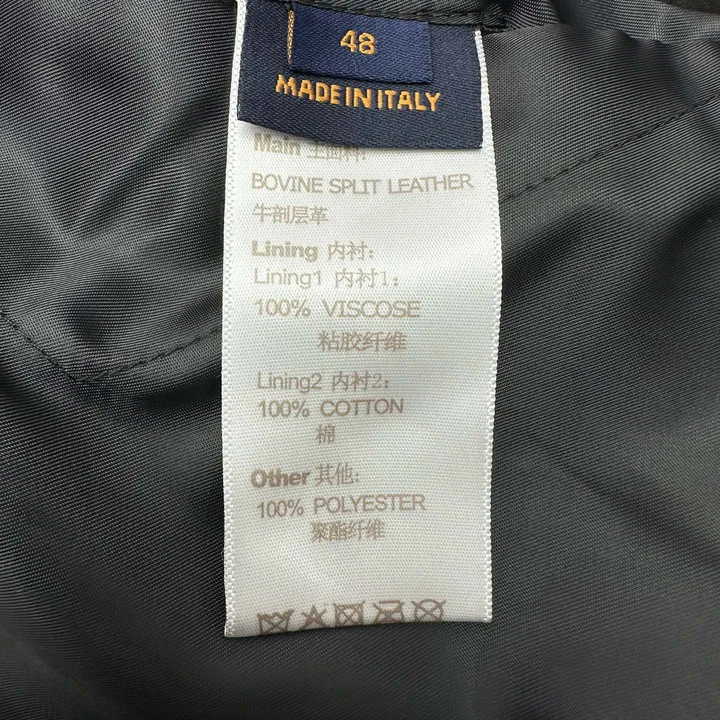 48
MADE IN ITALY
Main 主面料:
BOVINE SPLIT LEATHER
牛剖层革
Lining 内衬:
Lining1 内衬1:
100% VISCOSE
粘胶纤维
Lining2 内衬2:
100% COTTON
棉
Other 其他:
100% POLYESTER
聚酯纤维